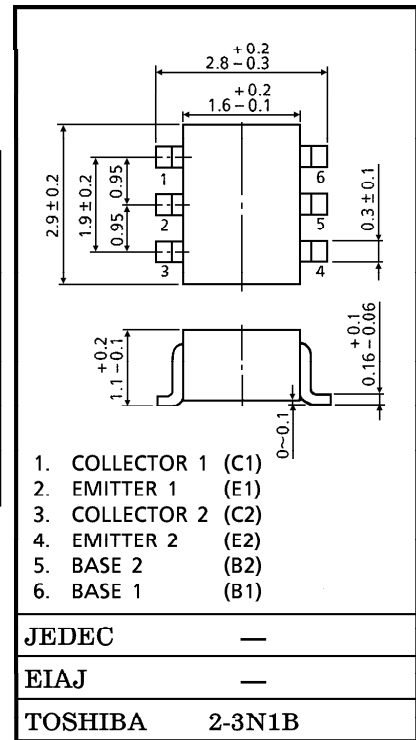 +0.2
2.8 −0.3
+0.2
1.6 −0.1
2.9 ± 0.2
1.9 ± 0.2
0.95
0.95
1
2
3
6
5
4
0.3 ± 0.1
+0.2
1.1 −0.1
+0.1
0.16 −0.06
0~0.1
1. COLLECTOR 1 (C1)
2. EMITTER 1 (E1)
3. COLLECTOR 2 (C2)
4. EMITTER 2 (E2)
5. BASE 2 (B2)
6. BASE 1 (B1)
JEDEC —
EIAJ —
TOSHIBA 2-3N1B